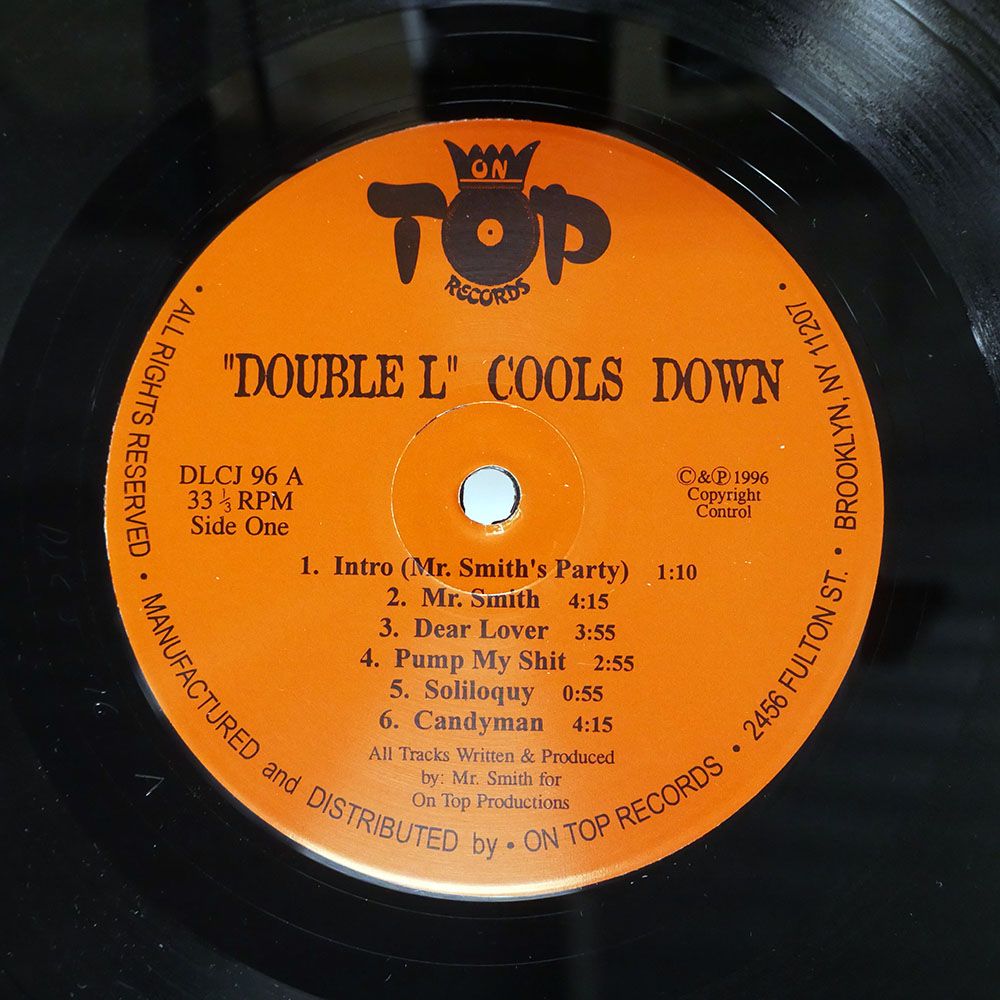 ON
TOP
RECORDS
"DOUBLE L" COOLS DOWN
DLCJ 96 A
33 ⅓ RPM
Side One
©&℗ 1996
Copyright
Control
1. Intro (Mr. Smith's Party) 1:10
2. Mr. Smith 4:15
3. Dear Lover 3:55
4. Pump My Shit 2:55
5. Soliloquy 0:55
6. Candyman 4:15
All Tracks Written & Produced
by: Mr. Smith for
On Top Productions
• ALL RIGHTS RESERVED • MANUFACTURED and DISTRIBUTED by • ON TOP RECORDS • 2456 FULTON ST. • BROOKLYN, NY 11207 •